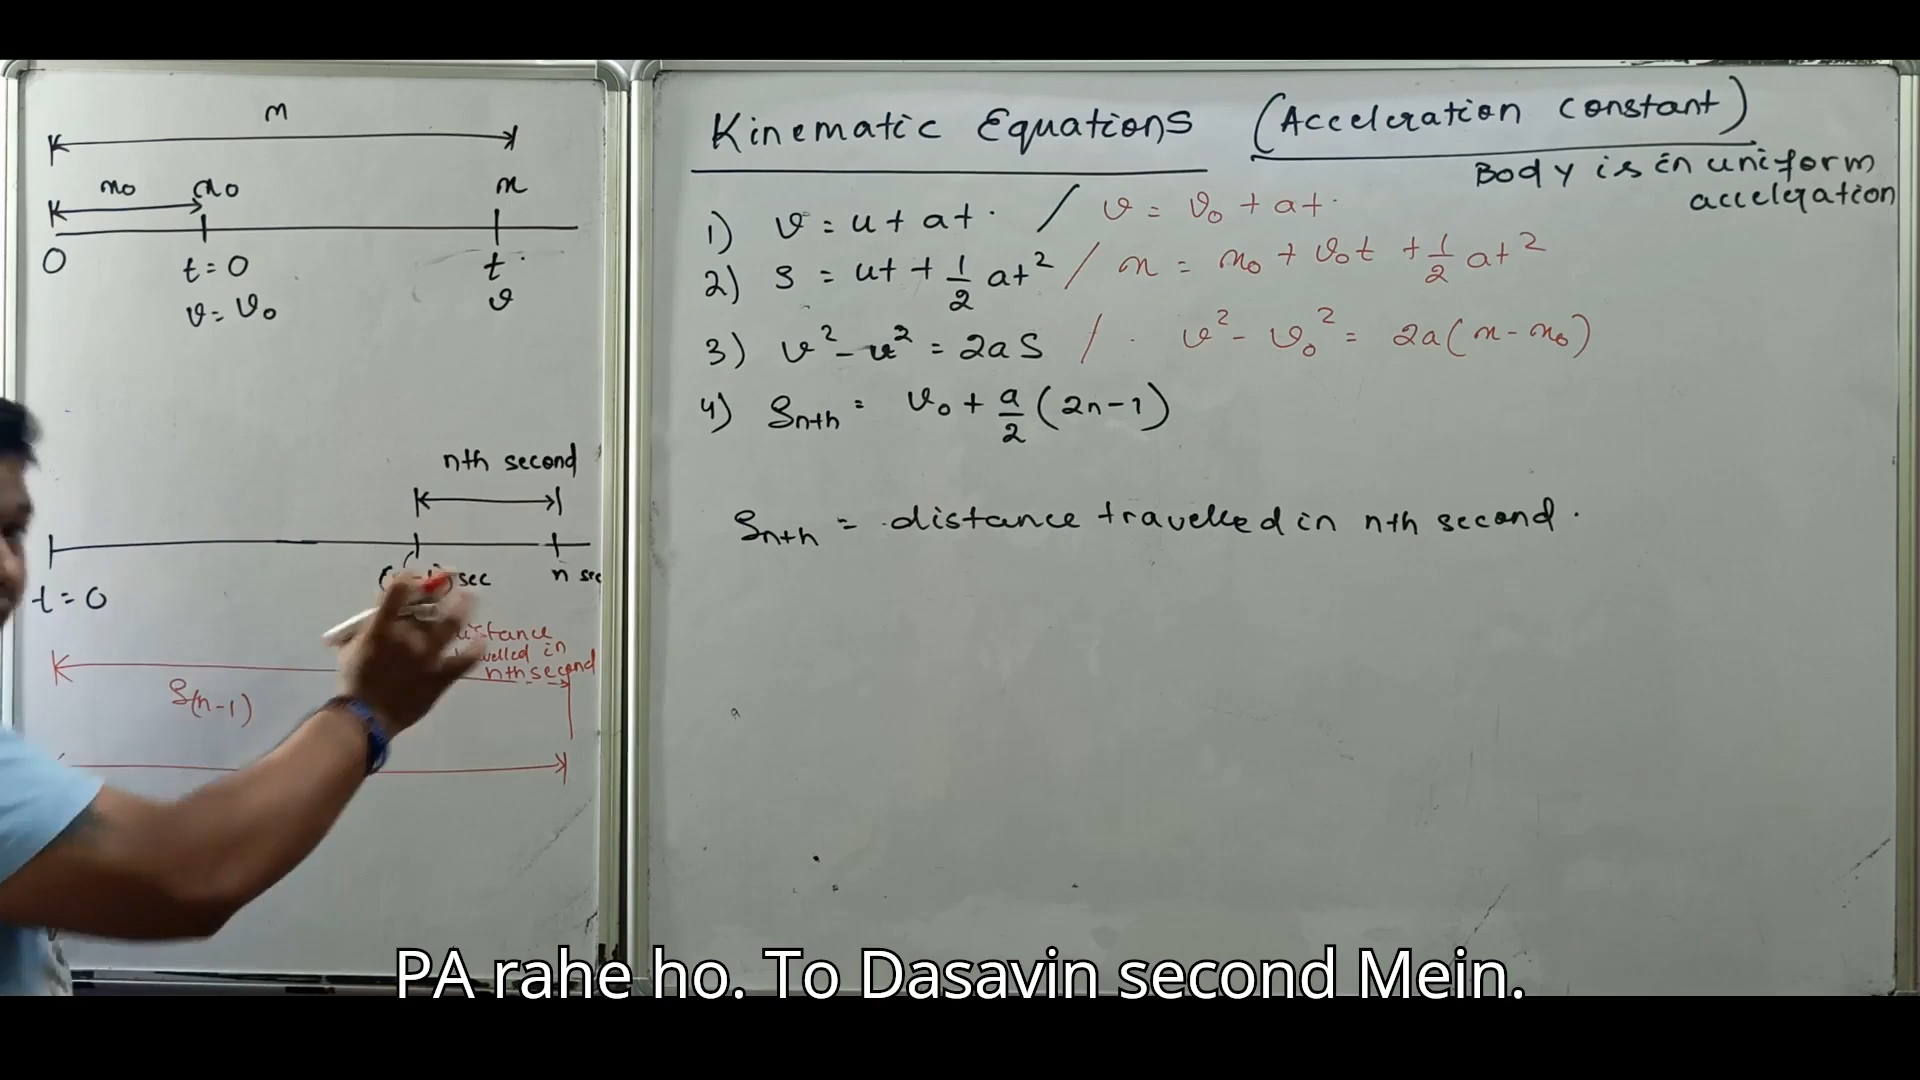 x
x₀ x₀ x
0 t = 0 t
v = v₀ v
nth second
t = 0 sec n sec
distance
travelled in
nth second
S(n-1)
Kinematic Equations (Acceleration constant)
Body is in uniform
acceleration
1) v = u + at / v = v₀ + at
2) S = ut + 1/2 at² / x = x₀ + v₀t + 1/2 at²
3) v² - u² = 2aS / v² - v₀² = 2a(x - x₀)
4) Snth = v₀ + a/2 (2n-1)
Snth = distance travelled in nth second.
PA rahe ho. To Dasavin second Mein.